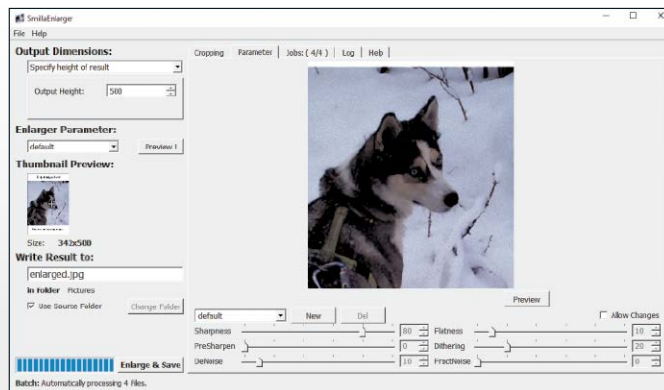 SmillaEnlarger
File Help
Output Dimensions:
Specify height of result
Output Height: 500
Enlarger Parameter:
default Preview !
Thumbnail Preview:
Size: 342x500
Write Result to:
enlarged.jpg
in Folder Pictures
Use Source Folder Change Folder
Enlarge & Save
Batch: Automatically processing 4 files.
Cropping Parameter Jobs: ( 4/4 ) Log Help
Preview
default New Del Allow Changes
Sharpness 80 Flatness 10
PreSharpen 0 Dithering 20
DeNoise 10 FractNoise 0